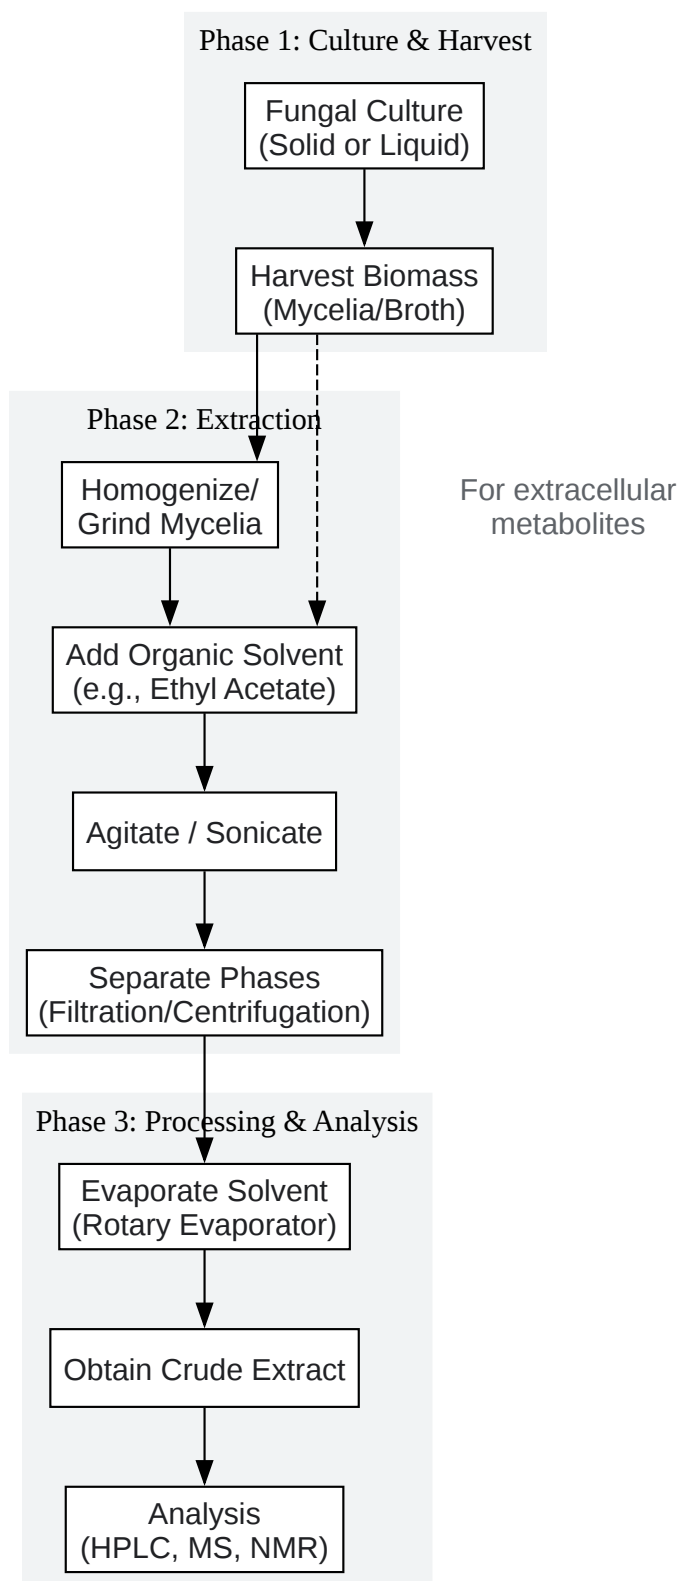 Phase 1: Culture & Harvest
Fungal Culture
(Solid or Liquid)
Harvest Biomass
(Mycelia/Broth)
Phase 2: Extraction
Homogenize/
Grind Mycelia
For extracellular
metabolites
Add Organic Solvent
(e.g., Ethyl Acetate)
Agitate / Sonicate
Separate Phases
(Filtration/Centrifugation)
Phase 3: Processing & Analysis
Evaporate Solvent
(Rotary Evaporator)
Obtain Crude Extract
Analysis
(HPLC, MS, NMR)